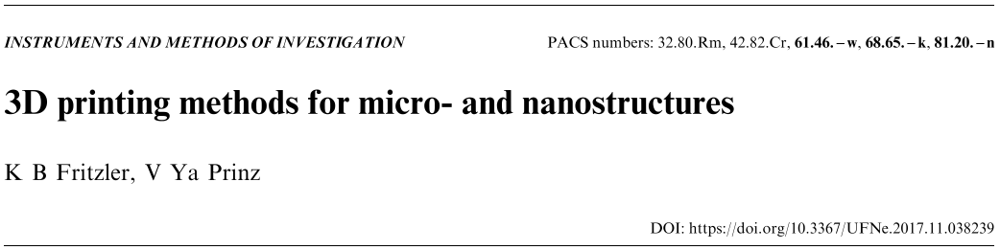 INSTRUMENTS AND METHODS OF INVESTIGATION PACS numbers: 32.80.Rm, 42.82.Cr, 61.46.–w, 68.65.–k, 81.20.–n
3D printing methods for micro- and nanostructures
K B Fritzler, V Ya Prinz
DOI: https://doi.org/10.3367/UFNe.2017.11.038239